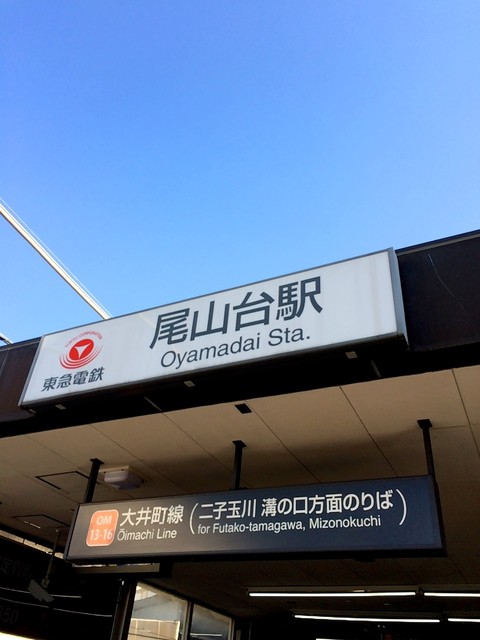 尾山台駅
Oyamadai Sta.
東急電鉄
OM
13-16
大井町線
Ōimachi Line
(二子玉川 溝の口方面のりば)
for Futako-tamagawa, Mizonokuchi